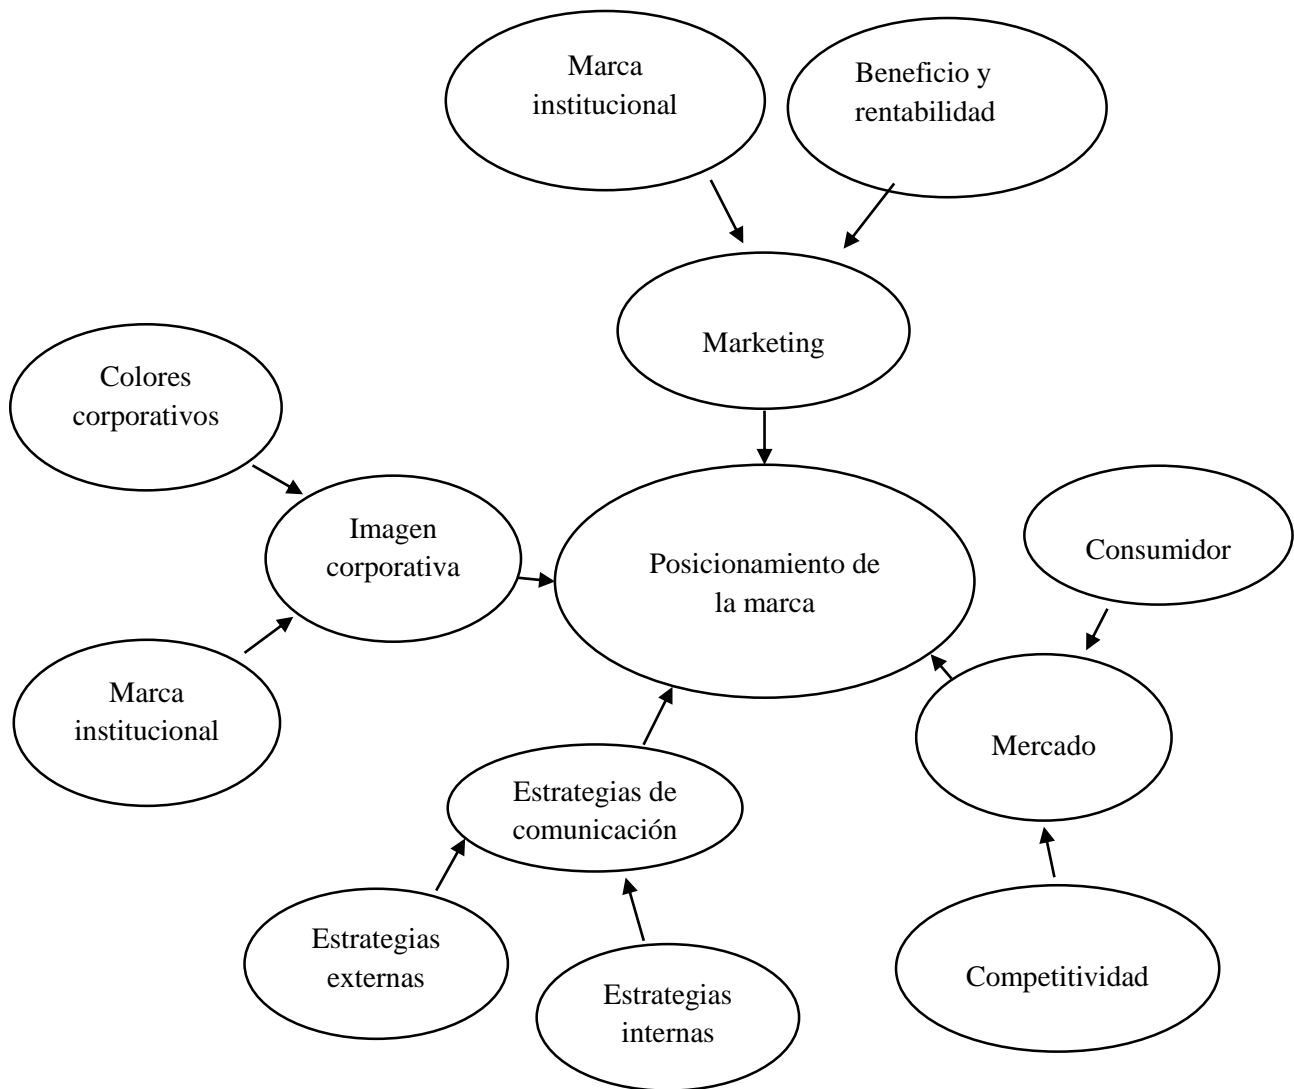 Marca
institucional
Beneficio y
rentabilidad
Marketing
Colores
corporativos
Imagen
corporativa
Posicionamiento de
la marca
Consumidor
Marca
institucional
Mercado
Estrategias de
comunicación
Estrategias
externas
Estrategias
internas
Competitividad